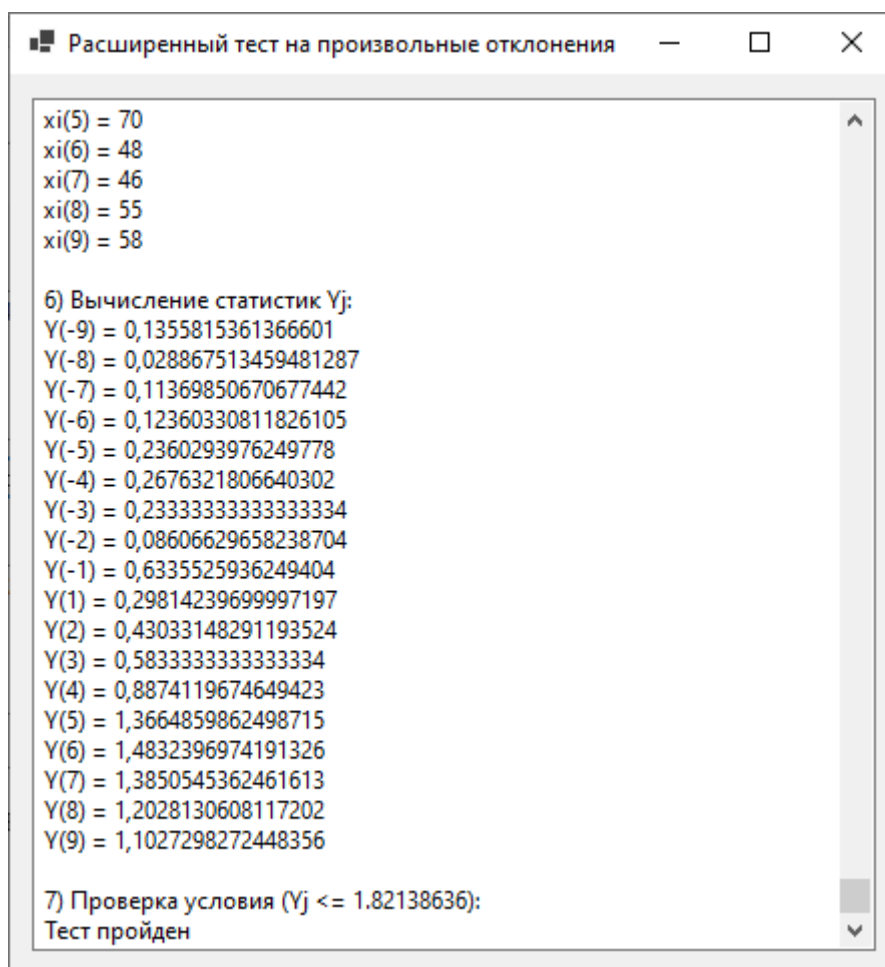 Расширенный тест на произвольные отклонения
xi(5) = 70
xi(6) = 48
xi(7) = 46
xi(8) = 55
xi(9) = 58
6) Вычисление статистик Yj:
Y(-9) = 0,1355815361366601
Y(-8) = 0,028867513459481287
Y(-7) = 0,11369850670677442
Y(-6) = 0,12360330811826105
Y(-5) = 0,2360293976249778
Y(-4) = 0,2676321806640302
Y(-3) = 0,23333333333333334
Y(-2) = 0,08606629658238704
Y(-1) = 0,6335525936249404
Y(1) = 0,29814239699997197
Y(2) = 0,43033148291193524
Y(3) = 0,5833333333333334
Y(4) = 0,8874119674649423
Y(5) = 1,3664859862498715
Y(6) = 1,4832396974191326
Y(7) = 1,3850545362461613
Y(8) = 1,2028130608117202
Y(9) = 1,1027298272448356
7) Проверка условия (Yj <= 1.82138636):
Тест пройден